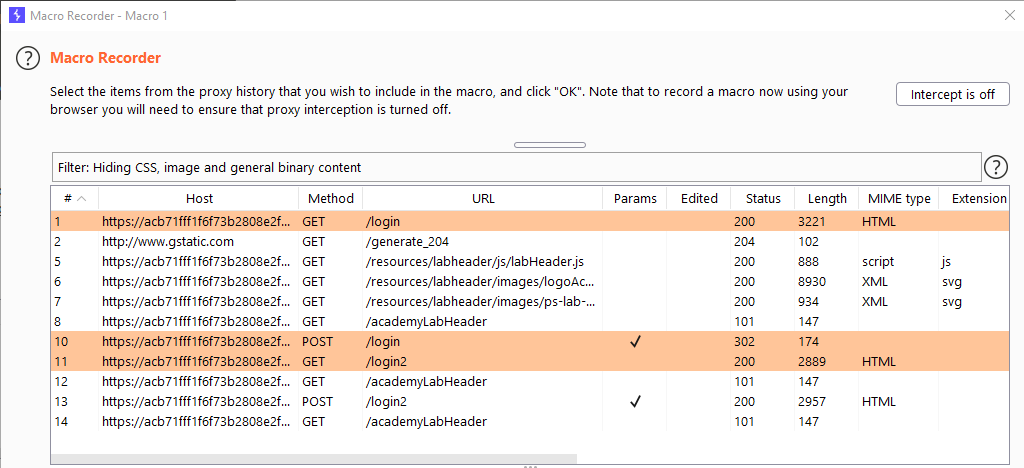 Macro Recorder - Macro 1
Macro Recorder
Select the items from the proxy history that you wish to include in the macro, and click "OK". Note that to record a macro now using your
browser you will need to ensure that proxy interception is turned off.
Intercept is off
Filter: Hiding CSS, image and general binary content
# Host Method URL Params Edited Status Length MIME type Extension
1 https://acb71fff1f6f73b2808e2f... GET /login 200 3221 HTML
2 http://www.gstatic.com GET /generate_204 204 102
5 https://acb71fff1f6f73b2808e2f... GET /resources/labheader/js/labHeader.js 200 888 script js
6 https://acb71fff1f6f73b2808e2f... GET /resources/labheader/images/logoAc... 200 8930 XML svg
7 https://acb71fff1f6f73b2808e2f... GET /resources/labheader/images/ps-lab-... 200 934 XML svg
8 https://acb71fff1f6f73b2808e2f... GET /academyLabHeader 101 147
10 https://acb71fff1f6f73b2808e2f... POST /login ✓ 302 174
11 https://acb71fff1f6f73b2808e2f... GET /login2 200 2889 HTML
12 https://acb71fff1f6f73b2808e2f... GET /academyLabHeader 101 147
13 https://acb71fff1f6f73b2808e2f... POST /login2 ✓ 200 2957 HTML
14 https://acb71fff1f6f73b2808e2f... GET /academyLabHeader 101 147